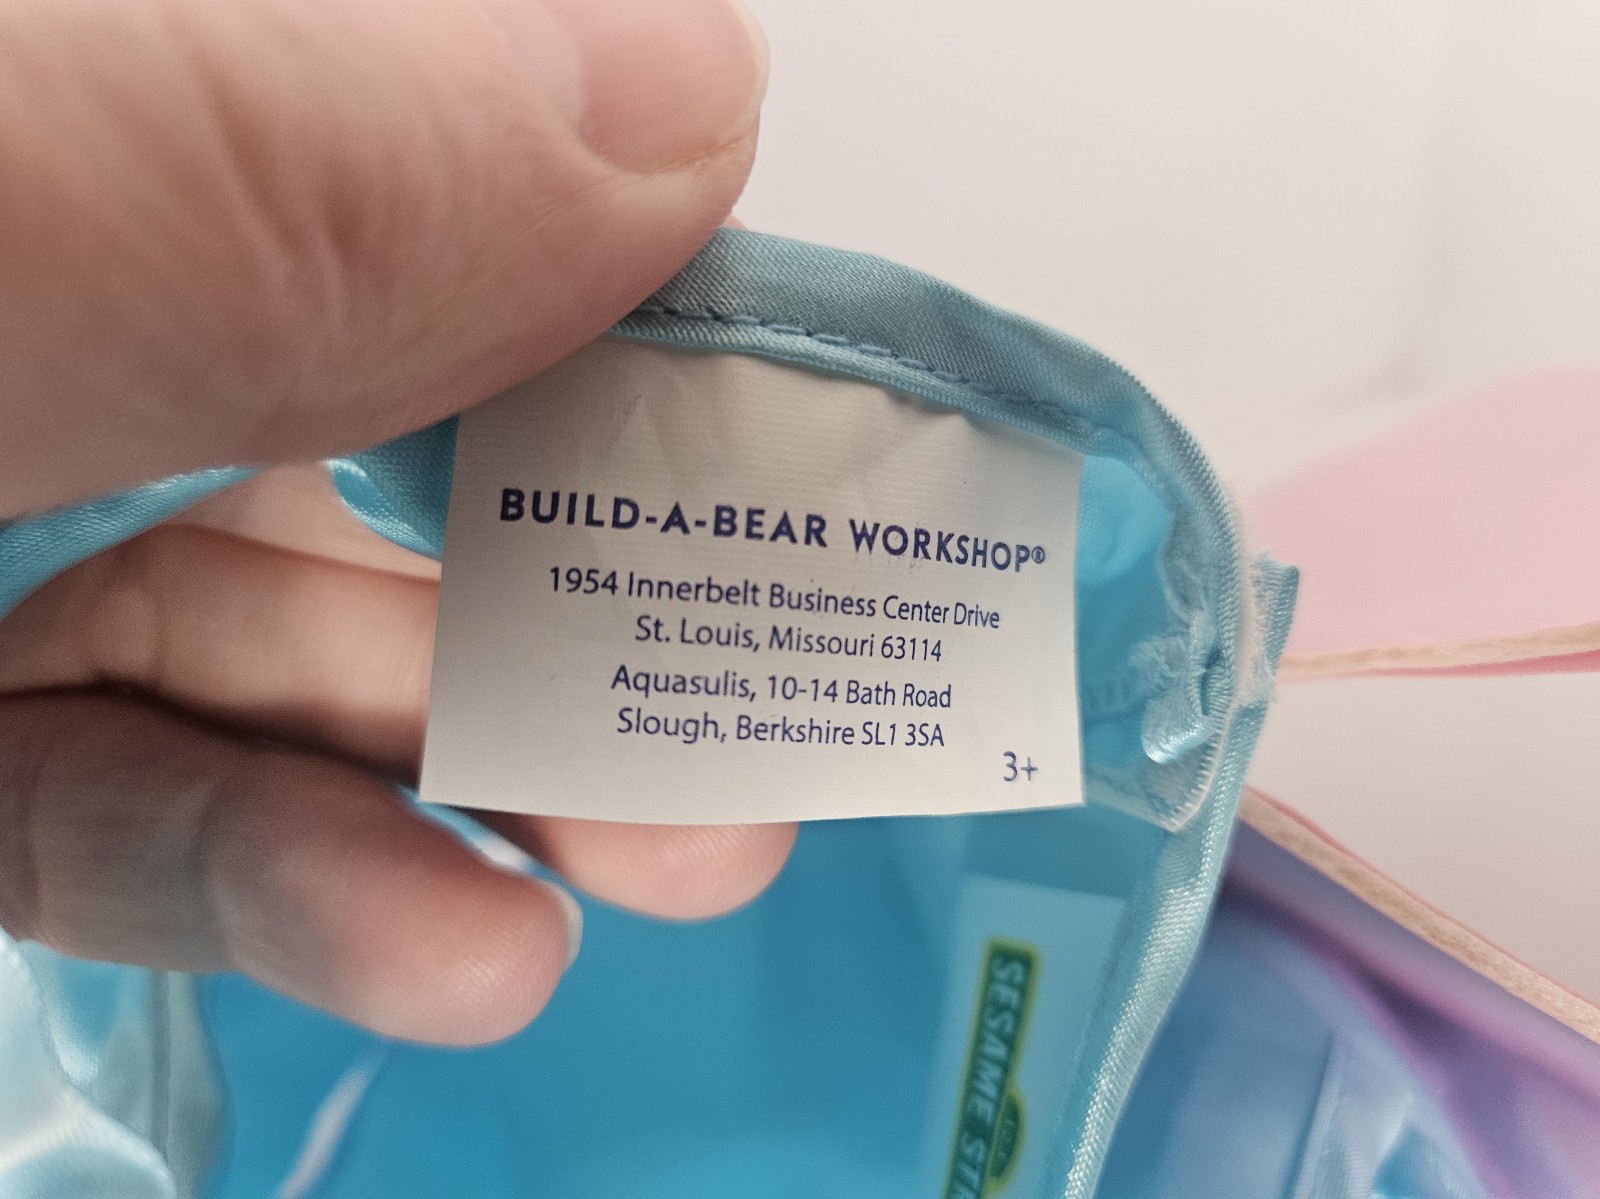 BUILD-A-BEAR WORKSHOP®
1954 Innerbelt Business Center Drive
St. Louis, Missouri 63114
Aquasulis, 10-14 Bath Road
Slough, Berkshire SL1 3SA
3+
SESAME